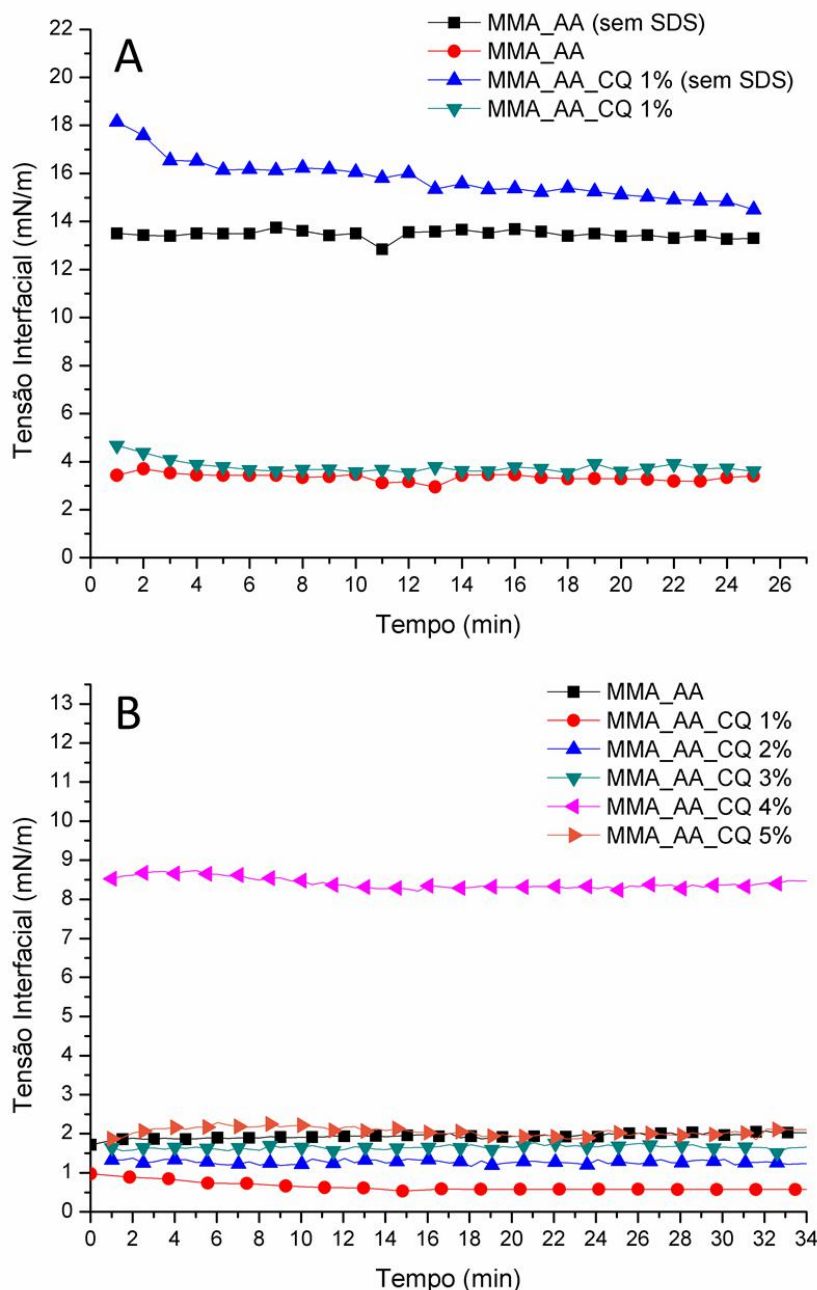 A
MMA_AA (sem SDS)
MMA_AA
MMA_AA_CQ 1% (sem SDS)
MMA_AA_CQ 1%
22
20
18
16
14
12
10
8
6
4
2
0
Tensão Interfacial (mN/m)
0 2 4 6 8 10 12 14 16 18 20 22 24 26
Tempo (min)
B
MMA_AA
MMA_AA_CQ 1%
MMA_AA_CQ 2%
MMA_AA_CQ 3%
MMA_AA_CQ 4%
MMA_AA_CQ 5%
13
12
11
10
9
8
7
6
5
4
3
2
1
0
Tensão Interfacial (mN/m)
0 2 4 6 8 10 12 14 16 18 20 22 24 26 28 30 32 34
Tempo (min)